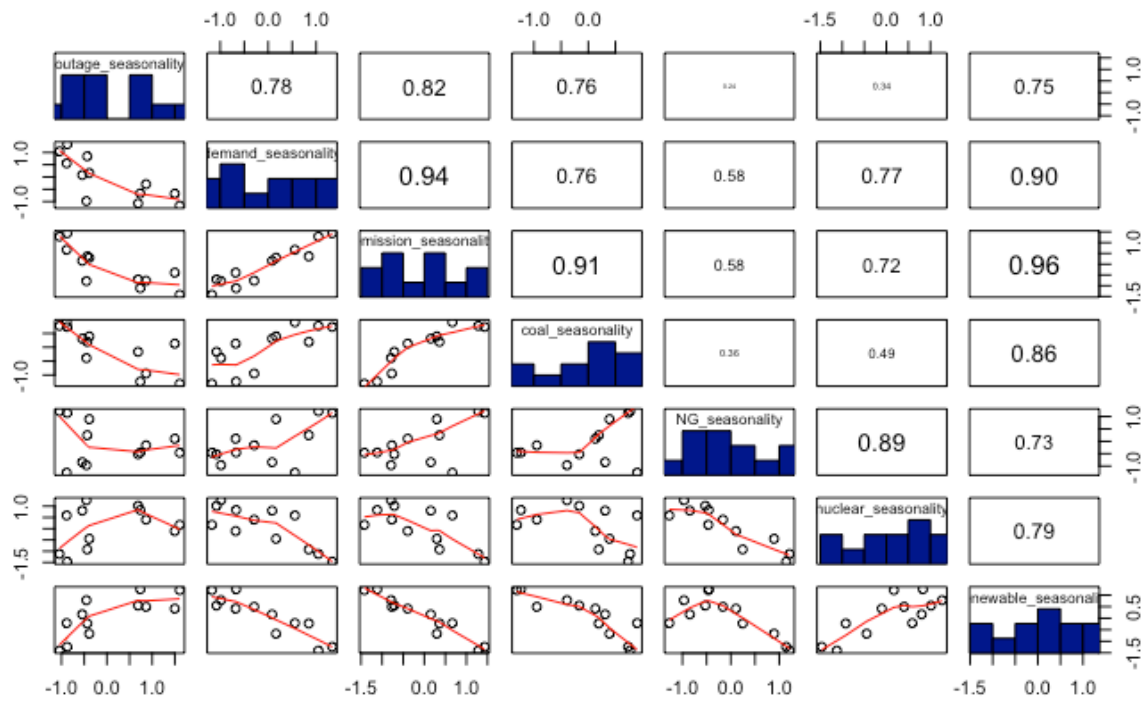 -1.0 0.0 1.0
-1.0 0.0
-1.5 0.0 1.0
outage_seasonality
0.78
0.82
0.76
0.24
0.34
0.75
-1.0 1.0
-1.0 1.0
demand_seasonality
0.94
0.76
0.58
0.77
0.90
mission_seasonalit
0.91
0.58
0.72
0.96
-1.5 1.0
-1.0
coal_seasonality
0.36
0.49
0.86
NG_seasonality
0.89
0.73
-1.0 1.0
-1.5 1.0
nuclear_seasonality
0.79
newable_seasonali
-1.5 0.5
-1.0 0.0 1.0
-1.0 0.0 1.0
-1.0 0.0 1.0
-1.5 0.0 1.0